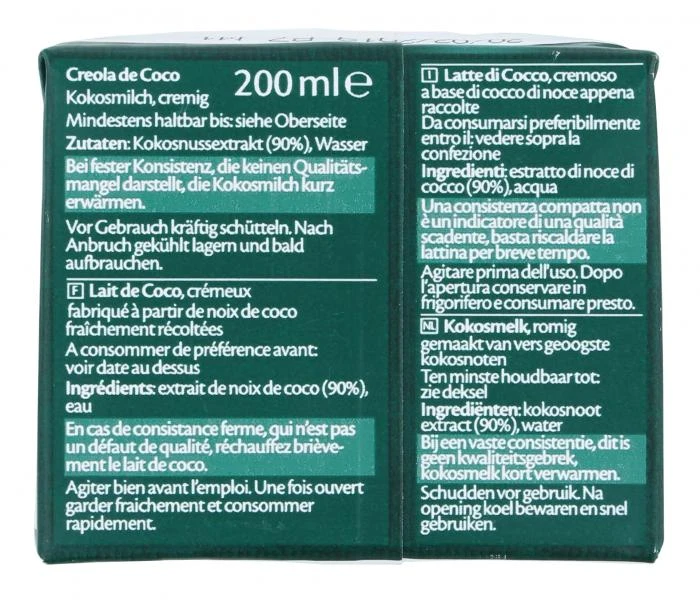 Creola de Coco
200 ml e
Kokosmilch, cremig
Mindestens haltbar bis: siehe Oberseite
Zutaten: Kokosnussextrakt (90%), Wasser
Bei fester Konsistenz, die keinen Qualitäts-
mangel darstellt, die Kokosmilch kurz
erwärmen.
Vor Gebrauch kräftig schütteln. Nach
Anbruch gekühlt lagern und bald
aufbrauchen.
F Lait de Coco, crémeux
fabriqué à partir de noix de coco
fraîchement récoltées
A consommer de préférence avant:
voir date au dessus
Ingrédients: extrait de noix de coco (90%),
eau
En cas de consistance ferme, qui n'est pas
un défaut de qualité, réchauffez briève-
ment le lait de coco.
Agiter bien avant l'emploi. Une fois ouvert
garder fraichement et consommer
rapidement.
I Latte di Cocco, cremoso
a base di cocco di noce appena
raccolte
Da consumarsi preferibilmente
entro il: vedere sopra la
confezione
Ingredienti: estratto di noce di
cocco (90%), acqua
Una consistenza compatta non
è un indicatore di una qualità
scadente, basta riscaldare la
lattina per breve tempo.
Agitare prima dell'uso. Dopo
l'apertura conservare in
frigorifero e consumare presto.
NL Kokosmelk, romig
gemaakt van vers geoogste
kokosnoten
Ten minste houdbaar tot:
zie deksel
Ingrediënten: kokosnoot
extract (90%), water
Bij een vaste consistentie, dit is
geen kwaliteitsgebrek,
kokosmelk kort verwarmen.
Schudden vor gebruik. Na
opening koel bewaren en snel
gebruiken.